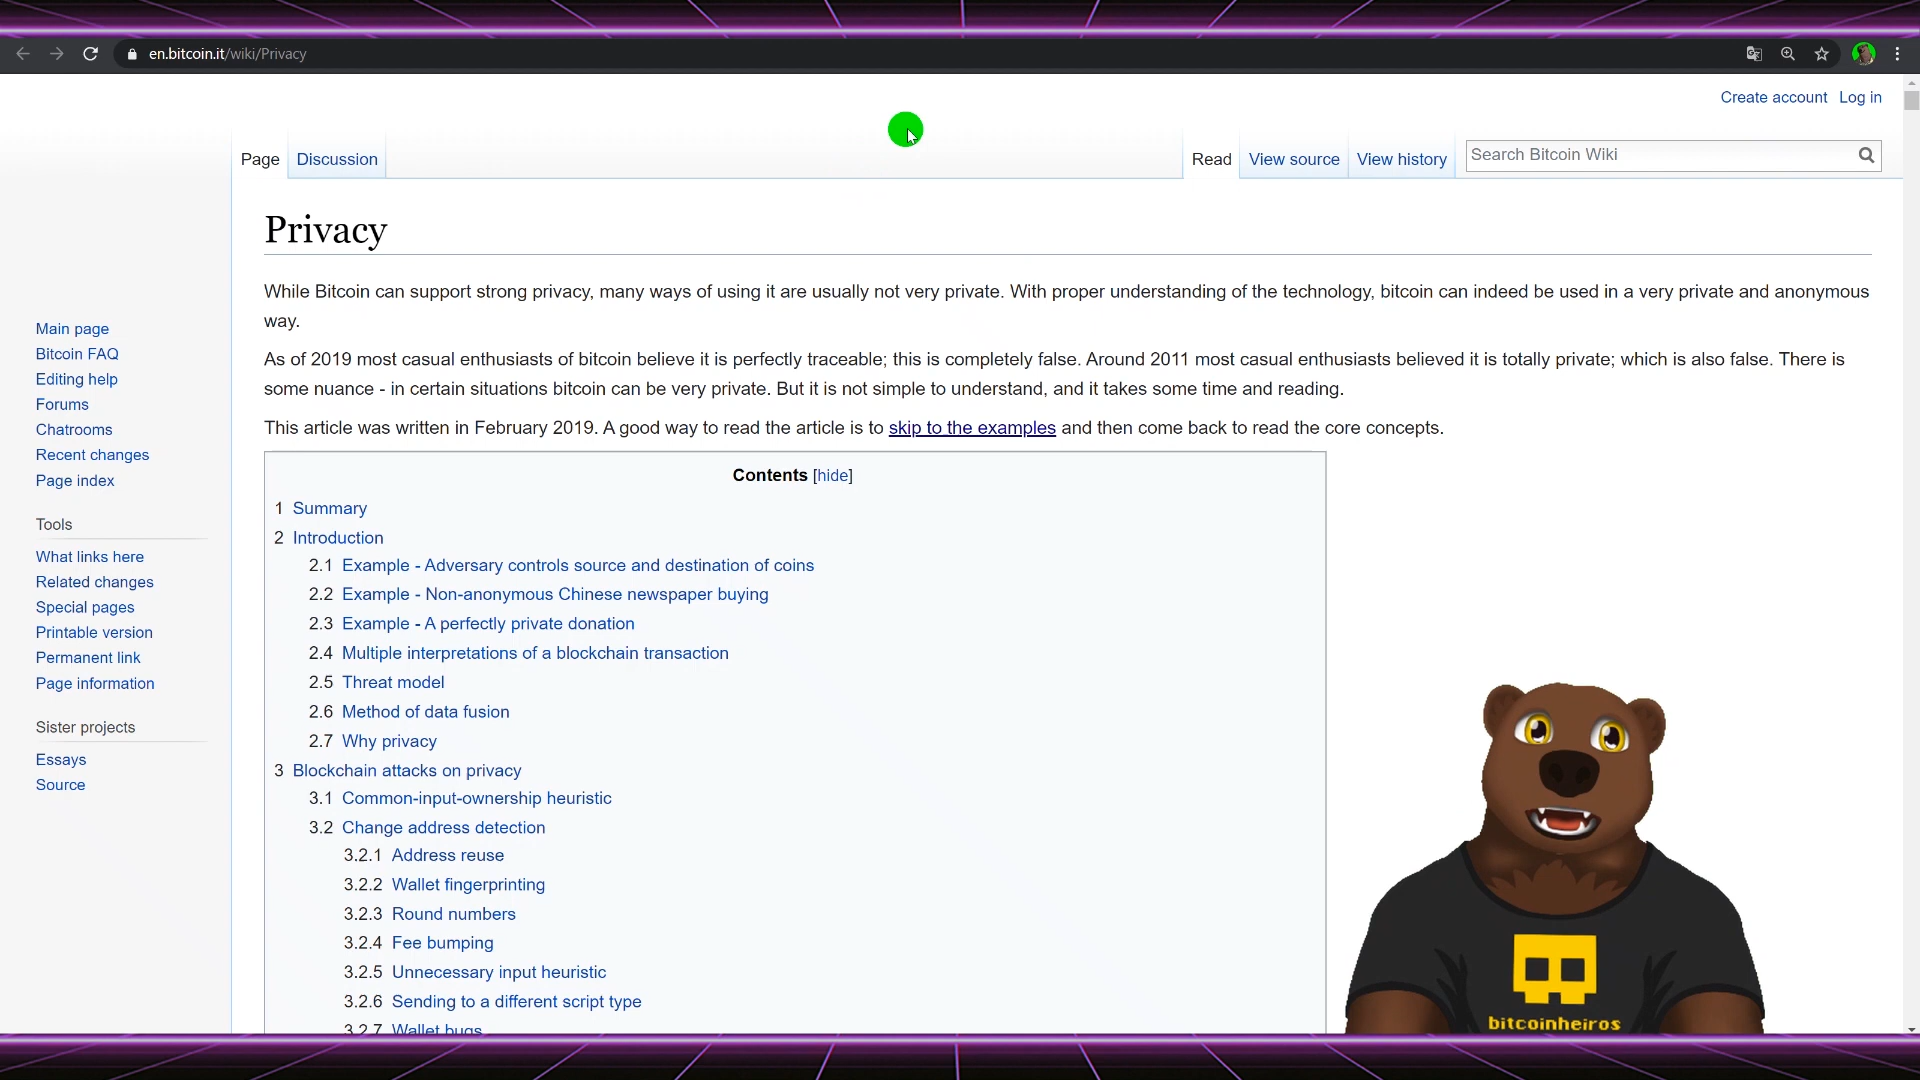 en.bitcoin.it/wiki/Privacy
Create account Log in
Page Discussion Read View source View history Search Bitcoin Wiki
Privacy
While Bitcoin can support strong privacy, many ways of using it are usually not very private. With proper understanding of the technology, bitcoin can indeed be used in a very private and anonymous
way.
As of 2019 most casual enthusiasts of bitcoin believe it is perfectly traceable; this is completely false. Around 2011 most casual enthusiasts believed it is totally private; which is also false. There is
some nuance - in certain situations bitcoin can be very private. But it is not simple to understand, and it takes some time and reading.
This article was written in February 2019. A good way to read the article is to skip to the examples and then come back to read the core concepts.
Main page
Bitcoin FAQ
Editing help
Forums
Chatrooms
Recent changes
Page index
Tools
What links here
Related changes
Special pages
Printable version
Permanent link
Page information
Sister projects
Essays
Source
Contents [hide]
1 Summary
2 Introduction
2.1 Example - Adversary controls source and destination of coins
2.2 Example - Non-anonymous Chinese newspaper buying
2.3 Example - A perfectly private donation
2.4 Multiple interpretations of a blockchain transaction
2.5 Threat model
2.6 Method of data fusion
2.7 Why privacy
3 Blockchain attacks on privacy
3.1 Common-input-ownership heuristic
3.2 Change address detection
3.2.1 Address reuse
3.2.2 Wallet fingerprinting
3.2.3 Round numbers
3.2.4 Fee bumping
3.2.5 Unnecessary input heuristic
3.2.6 Sending to a different script type
3.2.7 Wallet bugs
bitcoinheiros